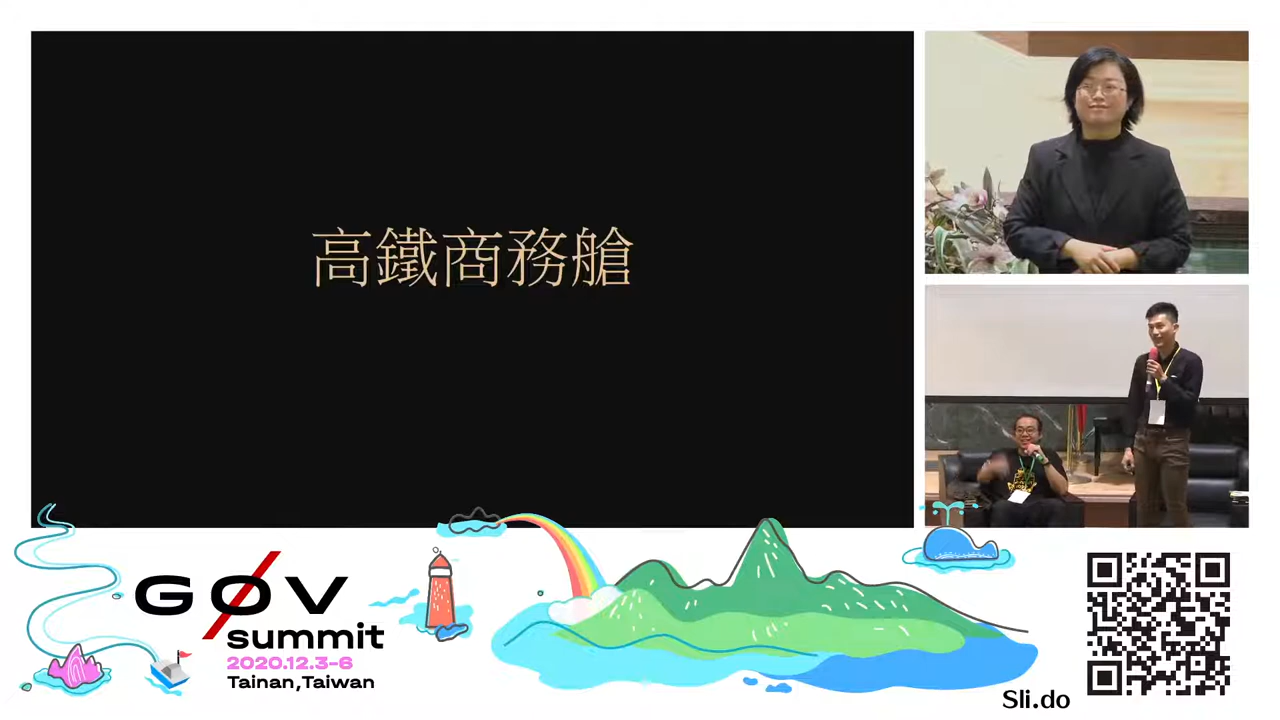 高鐵商務艙
GØV
summit
2020.12.3-6
Tainan,Taiwan
Sli.do